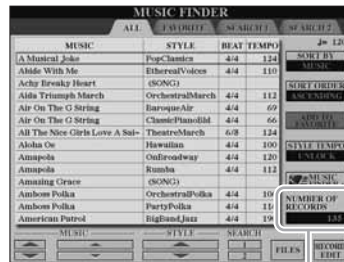 MUSIC FINDER
ALL FAVORITE SEARCH 1 SEARCH 2
MUSIC STYLE BEAT TEMPO
A Musical Joke PopClassics 4/4 124
Abide With Me EtherealVoices 4/4 110
Achy Breaky Heart (SONG)
Aida Triumph March OrchestralMarch 4/4 112
Air On The G String BaroqueAir 4/4 69
Air On The G String ClassicPianoBld 4/4 66
All The Nice Girls Love A Sai~ TheatreMarch 6/8 124
Aloha Oe Hawaiian 4/4 100
Amapola OnBroadway 4/4 120
Amapola Rumba 4/4 112
Amazing Grace (SONG)
Amboss Polka OrchestralPolka 4/4
Amboss Polka PartyPolka 4/4
American Patrol BigBandJazz 4/4
SORT BY
MUSIC
SORT ORDER
ASCENDING
ADD TO
FAVORITE
STYLE TEMPO
UNLOCK
MUSIC
NUMBER OF
RECORDS
MUSIC STYLE SEARCH
1
2
FILES
RECORD
EDIT